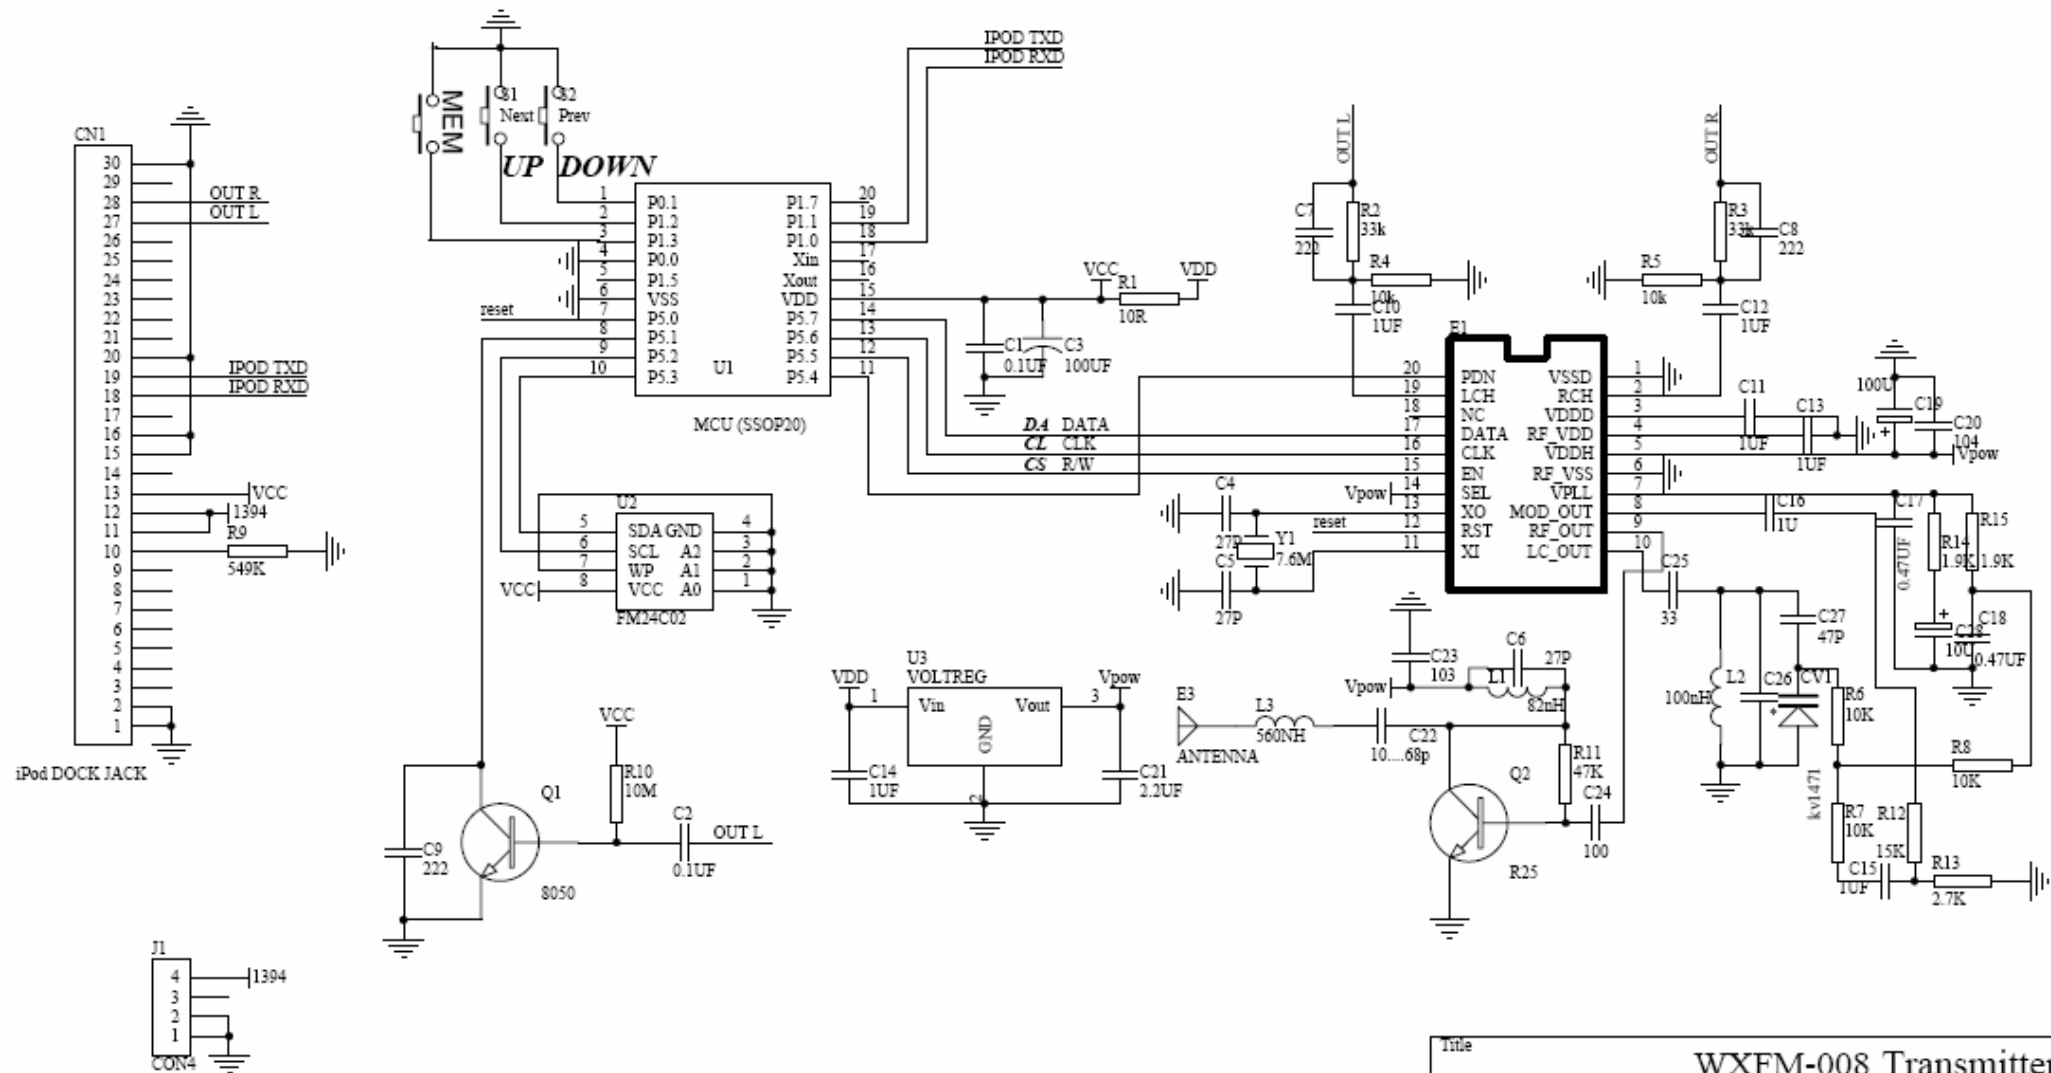 CN1
30
29
28
27
26
25
24
23
22
21
20
19
18
17
16
15
14
13
12
11
10
9
8
7
6
5
4
3
2
1
OUT R
OUT L
IPOD TXD
IPOD RXD
VCC
1394
R9
549K
iPod DOCK JACK
J1
4
3
2
1
1394
CON4
MEM
S1
Next
S2
Prev
UP DOWN
IPOD TXD
IPOD RXD
1 P0.1 P1.7 20
2 P1.2 P1.1 19
3 P1.3 P1.0 18
4 P0.0 Xin 17
5 P1.5 Xout 16
6 VSS VDD 15
7 P5.0 P5.7 14
8 P5.1 P5.6 13
9 P5.2 P5.5 12
10 P5.3 P5.4 11
U1
MCU (SSOP20)
reset
VCC
R1
10R
VDD
C1
0.1UF
C3
100UF
DA DATA
CL CLK
CS R/W
U2
5 SDA GND 4
6 SCL A2 3
7 WP A1 2
8 VCC A0 1
VCC
FM24C02
U3
VOLTREG
VDD
1
Vin
Vout
3
Vpow
GND
2
C14
1UF
C21
2.2UF
VCC
R10
10M
Q1
8050
C2
0.1UF
OUT L
C9
222
OUT L
C7
222
R2
33k
R4
10k
C10
1UF
OUT R
R3
33k
C8
222
R5
10k
C12
1UF
E1
20 PDN VSSD 1
19 LCH RCH 2
18 NC VDDD 3
17 DATA RF_VDD 4
16 CLK VDDH 5
15 EN RF_VSS 6
14 SEL VPLL 7
13 XO MOD_OUT 8
12 RST RF_OUT 9
11 XI LC_OUT 10
Vpow
reset
C4
27P
C5
27P
Y1
7.6M
C11
1UF
C13
1UF
100U
C19
+
C20
104
Vpow
C16
1U
C17
0.47UF
R14
1.9K
R15
1.9K
+
C28
10U
C18
0.47UF
C25
33
C27
47P
L2
100nH
C26
CV1
kv1471
R6
10K
R7
10K
R8
10K
R12
15K
C15
1UF
R13
2.7K
C23
103
Vpow
C6
27P
L1
82nH
E3
ANTENNA
L3
560NH
C22
10....68p
R11
47K
Q2
C24
100
R25
Title
WXFM-008 Transmitter